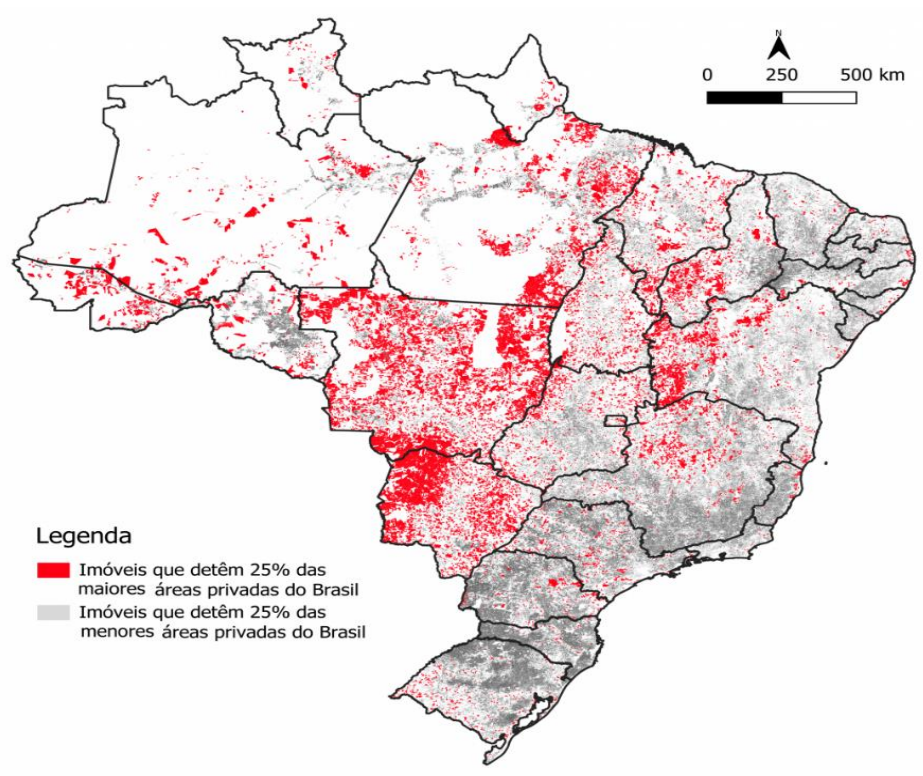 N
0 250 500 km
Legenda
Imóveis que detêm 25% das
maiores áreas privadas do Brasil
Imóveis que detêm 25% das
menores áreas privadas do Brasil